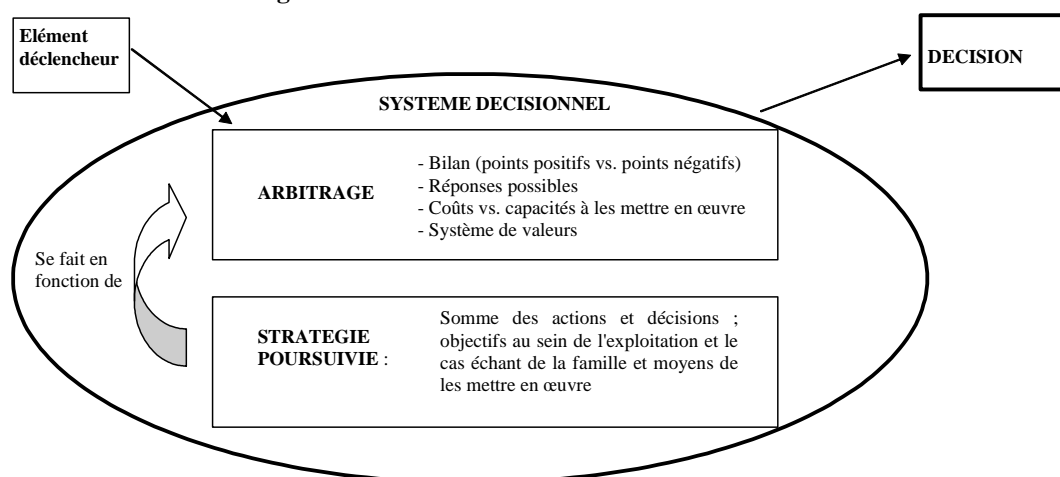 Elément
déclencheur
DECISION
SYSTEME DECISIONNEL
ARBITRAGE
- Bilan (points positifs vs. points négatifs)
- Réponses possibles
- Coûts vs. capacités à les mettre en œuvre
- Système de valeurs
Se fait en
fonction de
STRATEGIE
POURSUIVIE :
Somme des actions et décisions ;
objectifs au sein de l'exploitation et le
cas échant de la famille et moyens de
les mettre en œuvre